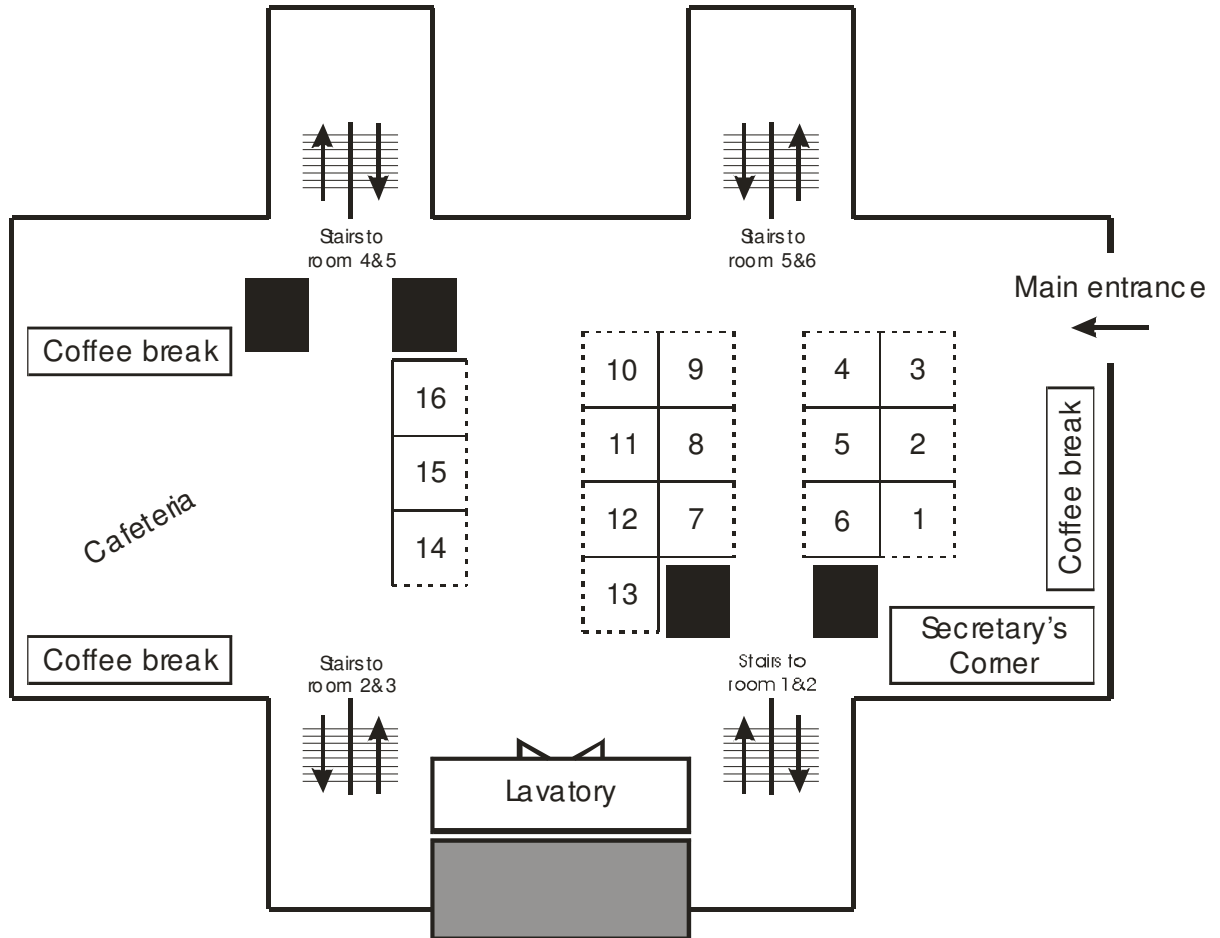 Stairs to
room 4&5
Stairs to
room 5&6
Main entrance
Coffee break
10 9
4 3
16
11 8
5 2
15
12 7
6 1
14
13
Coffee break
Cafeteria
Secretary's
Corner
Coffee break
Stairs to
room 2&3
Stairs to
room 1&2
Lavatory